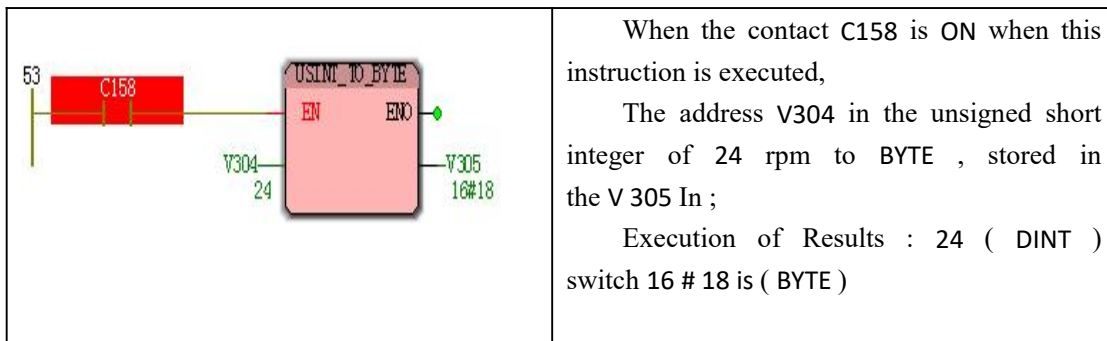 53
C158
USINT_TO_BYTE
EN ENO
V304 V305
24 16#18
When the contact C158 is ON when this
instruction is executed,
The address V304 in the unsigned short
integer of 24 rpm to BYTE , stored in
the V 305 In ;
Execution of Results : 24 ( DINT )
switch 16 # 18 is ( BYTE )